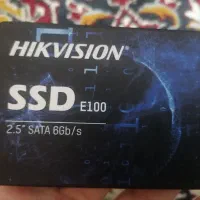 HIKVISION
SSD E100
2.5" SATA 6Gb/s